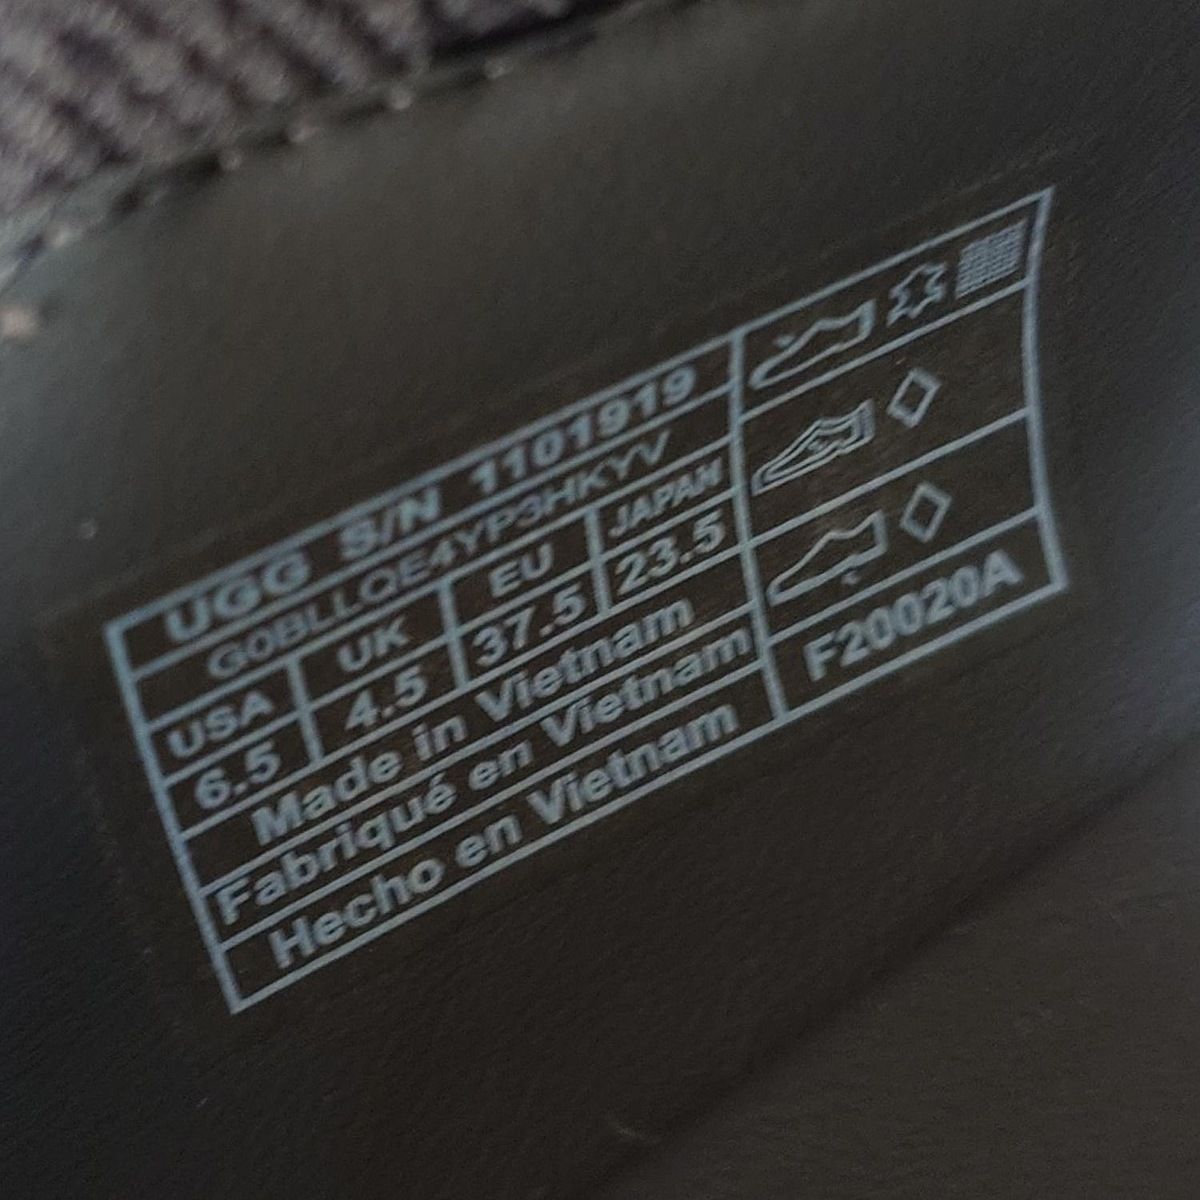 UGG S/N 1101919
G0BLLQE4YP3HKYV
USA UK EU JAPAN
6.5 4.5 37.5 23.5
Made in Vietnam
Fabriqué en Vietnam
Hecho en Vietnam
F20020A